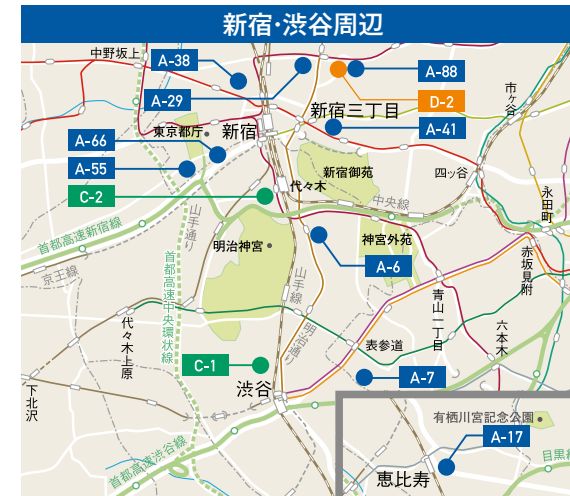 新宿・渋谷周辺
中野坂上
A-38
A-88
市ヶ谷
A-29
D-2
新宿三丁目
A-41
東京都庁
新宿
A-66
A-55
新宿御苑
四ッ谷
代々木
C-2
中央線
永田町
山手通り
首都高速新宿線
神宮外苑
明治神宮
赤坂見附
京王線
A-6
首都高速中央環状線
山手線
青山一丁目
明治通り
代々木上原
六本木
表参道
C-1
A-7
下北沢
渋谷
有栖川宮記念公園
A-17
首都高速渋谷線
恵比寿
目黒線